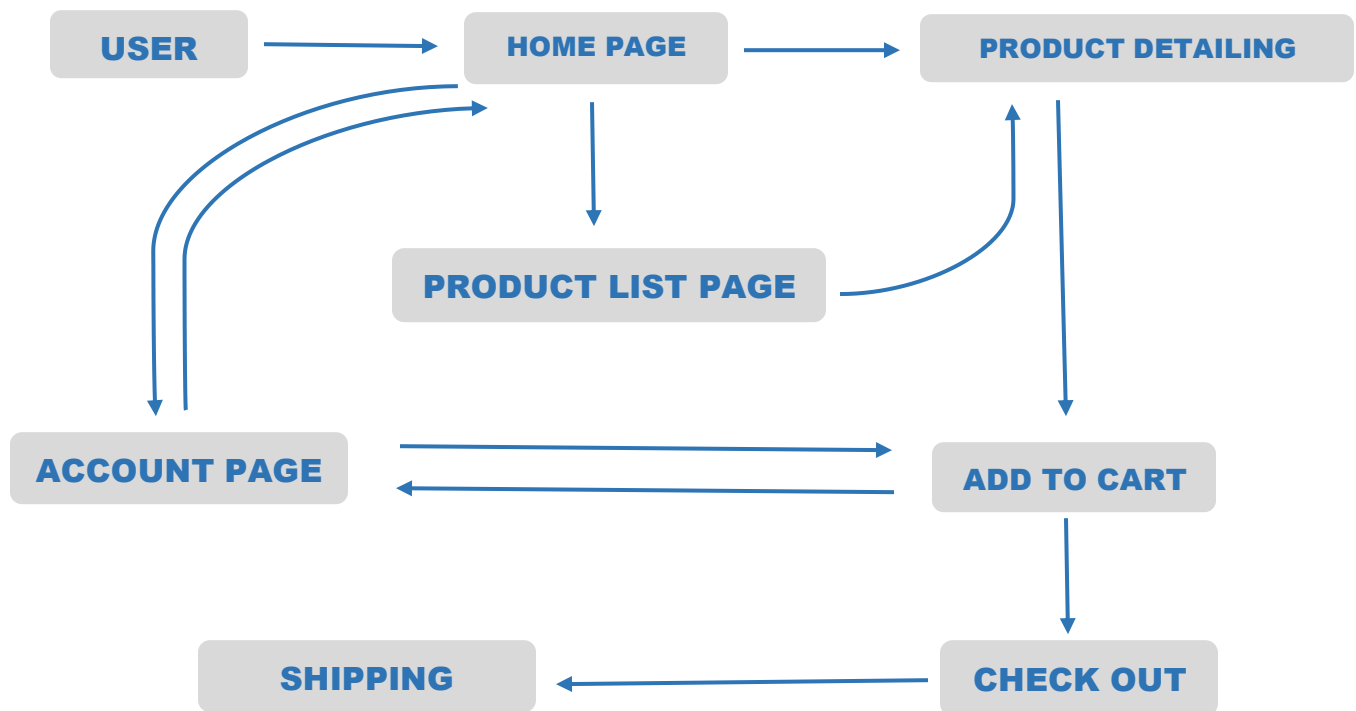 USER
HOME PAGE
PRODUCT DETAILING
PRODUCT LIST PAGE
ACCOUNT PAGE
ADD TO CART
SHIPPING
CHECK OUT